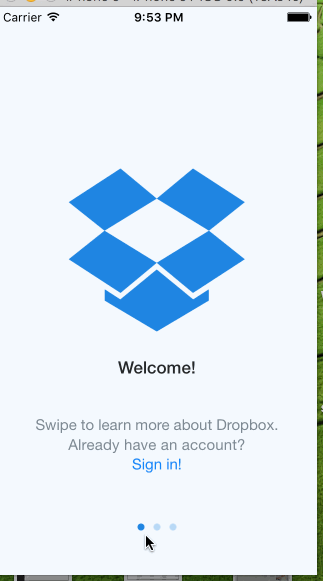 Carrier 9:53 PM
Welcome!
Swipe to learn more about Dropbox.
Already have an account?
Sign in!